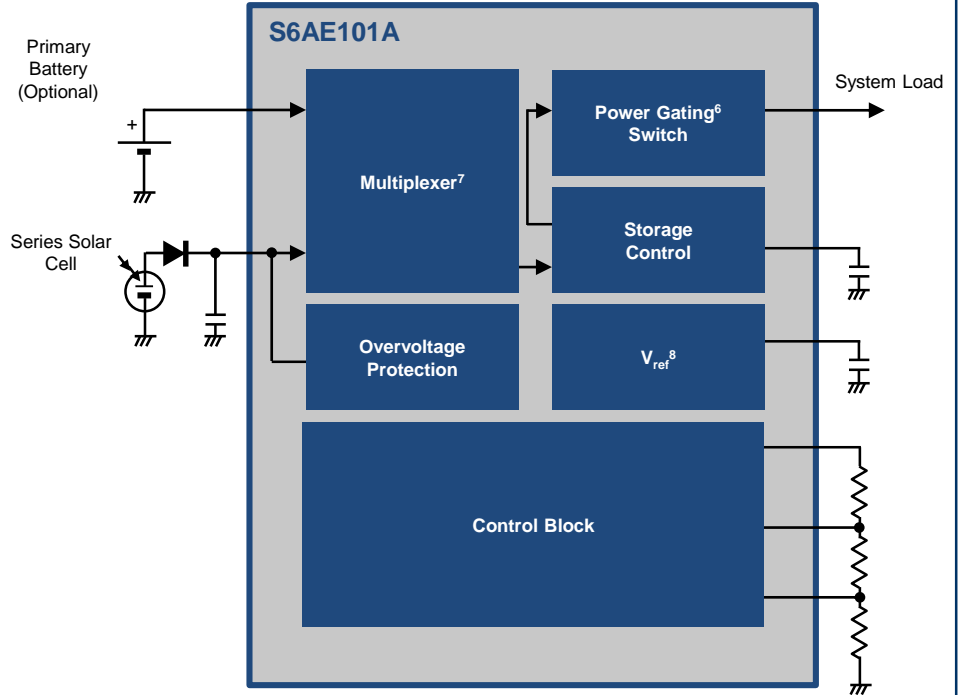 S6AE101A
Primary
Battery
(Optional)
+
Multiplexer7
Power Gating6
Switch
System Load
Series Solar
Cell
Storage
Control
Overvoltage
Protection
Vref8
Control Block